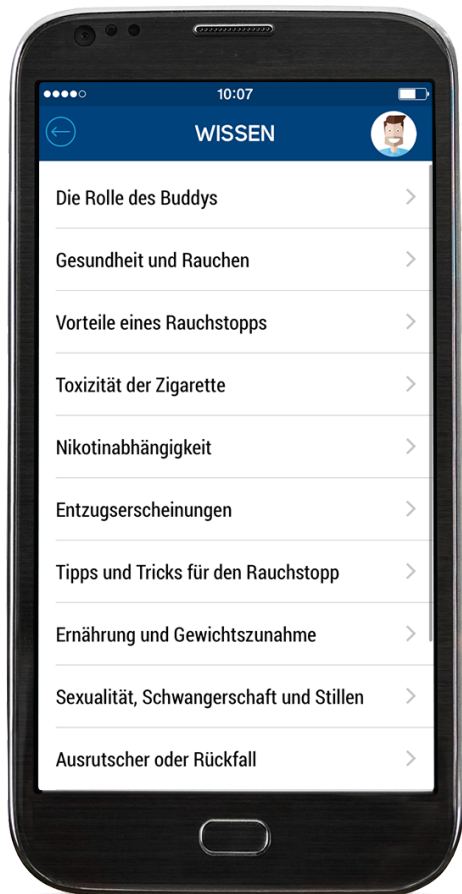 10:07
WISSEN
Die Rolle des Buddys
Gesundheit und Rauchen
Vorteile eines Rauchstopps
Toxizität der Zigarette
Nikotinabhängigkeit
Entzugserscheinungen
Tipps und Tricks für den Rauchstopp
Ernährung und Gewichtszunahme
Sexualität, Schwangerschaft und Stillen
Ausrutscher oder Rückfall